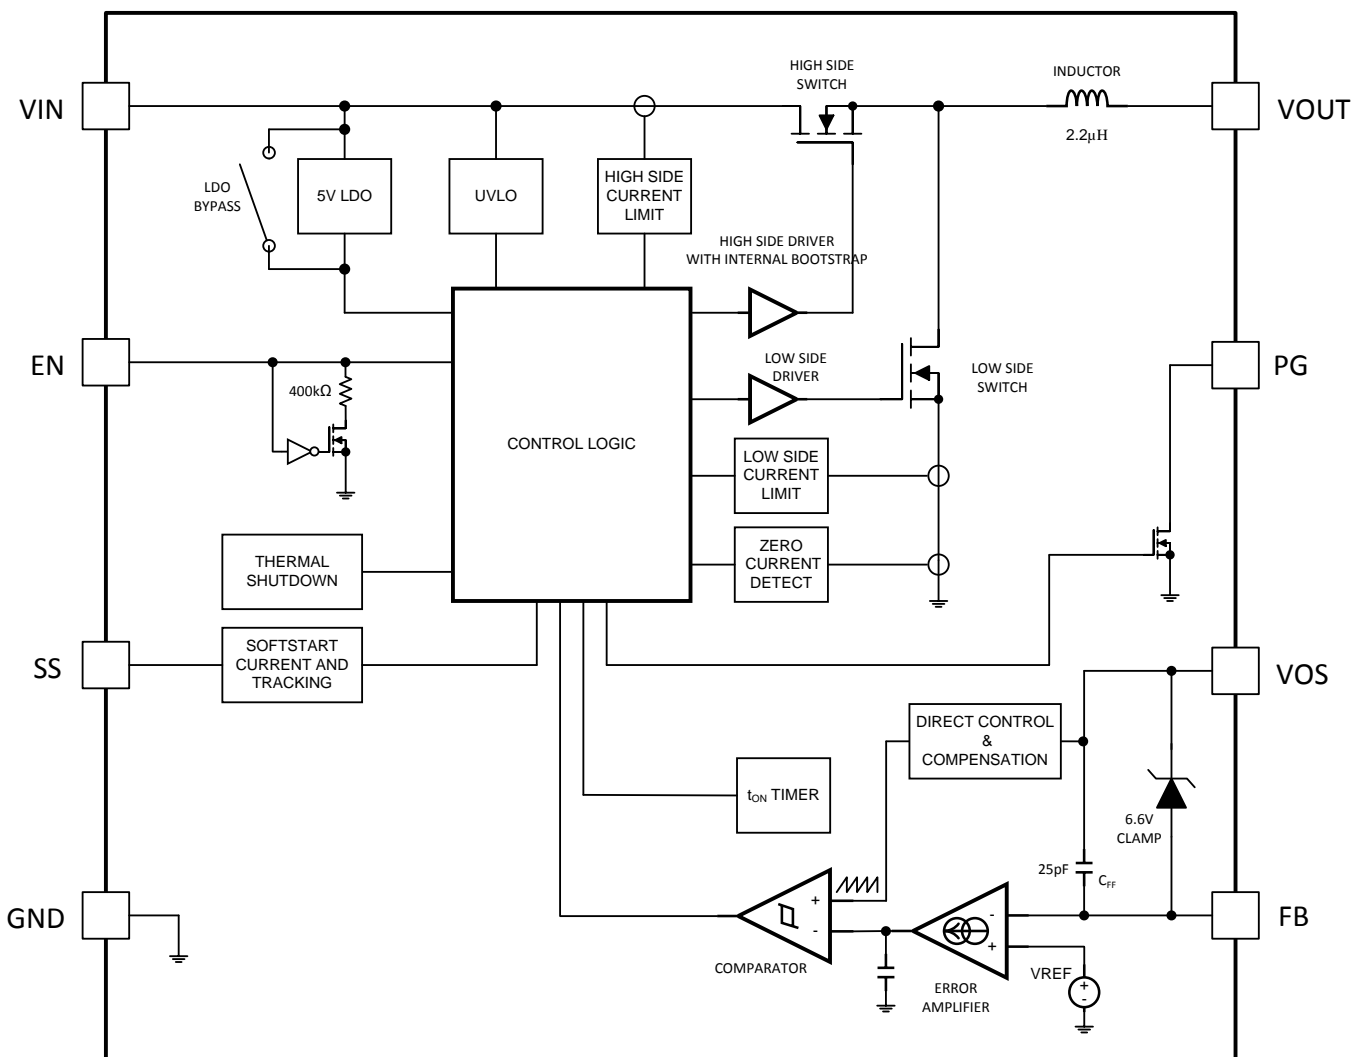 HIGH SIDE
SWITCH
INDUCTOR
VIN
VOUT
2.2µH
LDO
BYPASS
5V LDO
UVLO
HIGH SIDE
CURRENT
LIMIT
HIGH SIDE DRIVER
WITH INTERNAL BOOTSTRAP
EN
400kΩ
LOW SIDE
DRIVER
LOW SIDE
SWITCH
PG
CONTROL LOGIC
LOW SIDE
CURRENT
LIMIT
THERMAL
SHUTDOWN
ZERO
CURRENT
DETECT
SS
SOFTSTART
CURRENT AND
TRACKING
VOS
DIRECT CONTROL
&
COMPENSATION
tON TIMER
6.6V
CLAMP
25pF
CFF
GND
+
-
-
+
FB
COMPARATOR
ERROR
AMPLIFIER
VREF
+
-